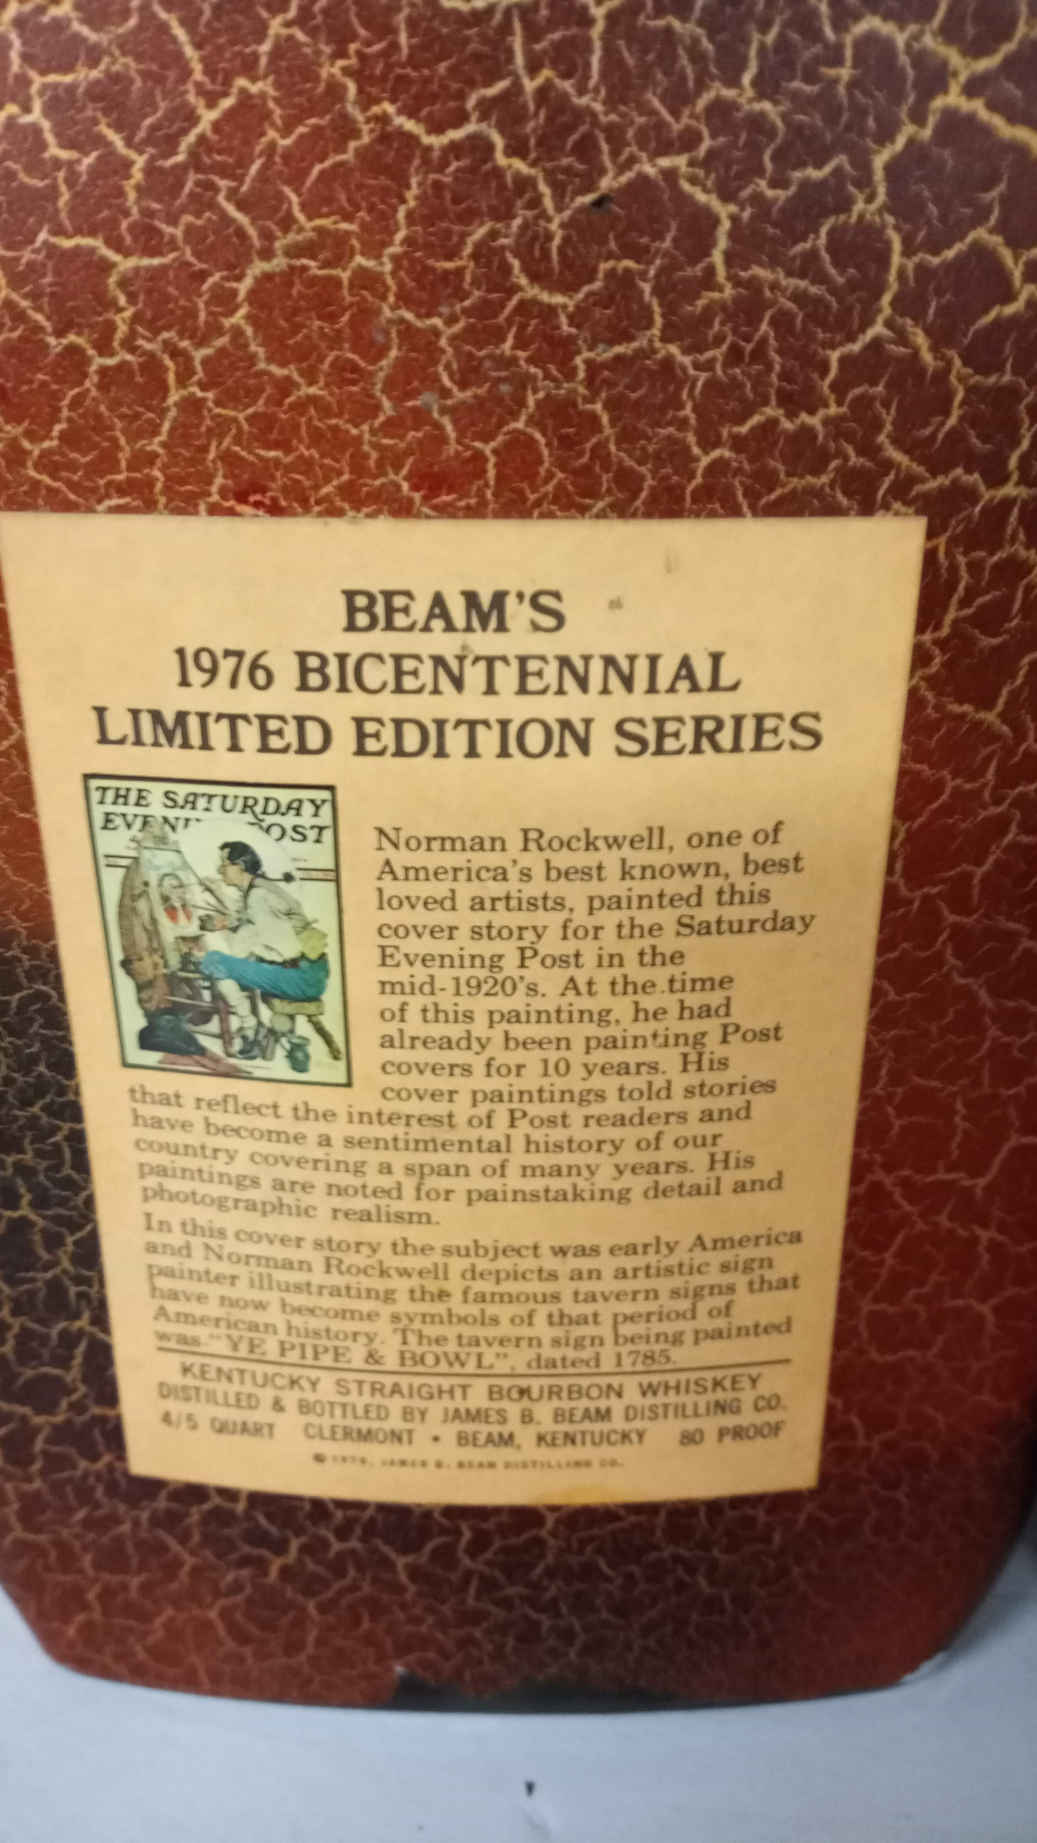 BEAM'S
1976 BICENTENNIAL
LIMITED EDITION SERIES
THE SATURDAY
EVENI POST
Norman Rockwell, one of
America's best known, best
loved artists, painted this
cover story for the Saturday
Evening Post in the
mid-1920's. At the time
of this painting, he had
already been painting Post
covers for 10 years. His
cover paintings told stories
that reflect the interest of Post readers and
have become a sentimental history of our
country covering a span of many years. His
paintings are noted for painstaking detail and
photographic realism.
In this cover story the subject was early America
and Norman Rockwell depicts an artistic sign
painter illustrating the famous tavern signs that
have now become symbols of that period of
American history. The tavern sign being painted
was "YE PIPE & BOWL", dated 1785.
KENTUCKY STRAIGHT BOURBON WHISKEY
DISTILLED & BOTTLED BY JAMES B. BEAM DISTILLING CO.
4/5 QUART CLERMONT • BEAM, KENTUCKY 80 PROOF
JAMES B. BEAM DISTILLING CO.